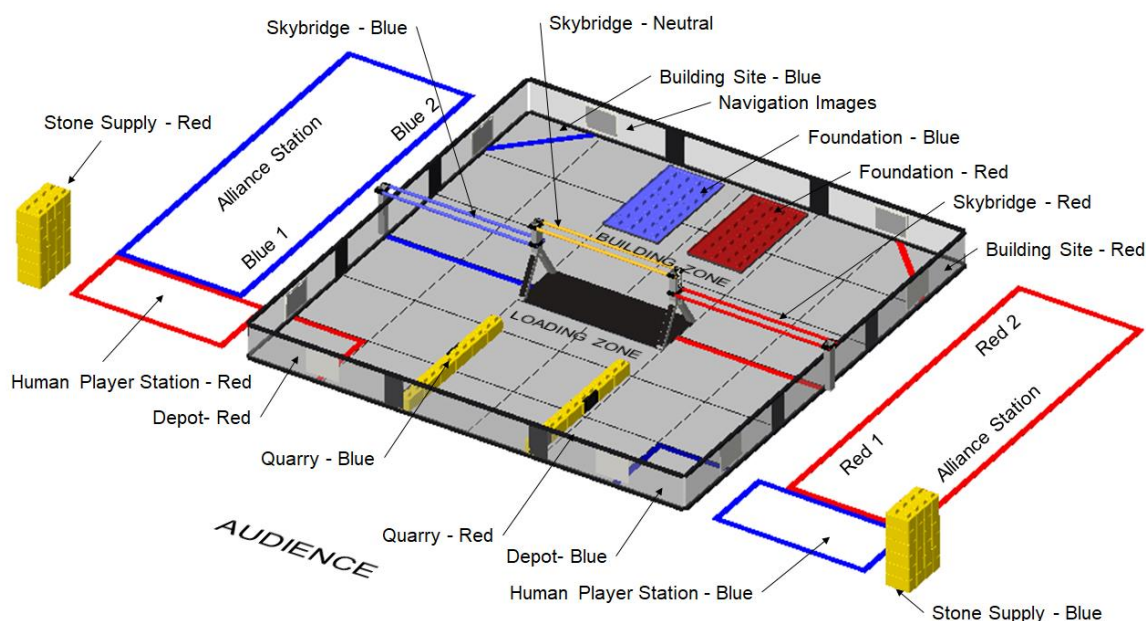 Skybridge - Blue
Skybridge - Neutral
Building Site - Blue
Navigation Images
Stone Supply - Red
Foundation - Blue
Foundation - Red
Skybridge - Red
Building Site - Red
Alliance Station
Blue 2
Blue 1
BUILDING ZONE
LOADING ZONE
Human Player Station - Red
Depot- Red
Quarry - Blue
Quarry - Red
Depot- Blue
Human Player Station - Blue
Stone Supply - Blue
Red 2
Red 1
Alliance Station
AUDIENCE